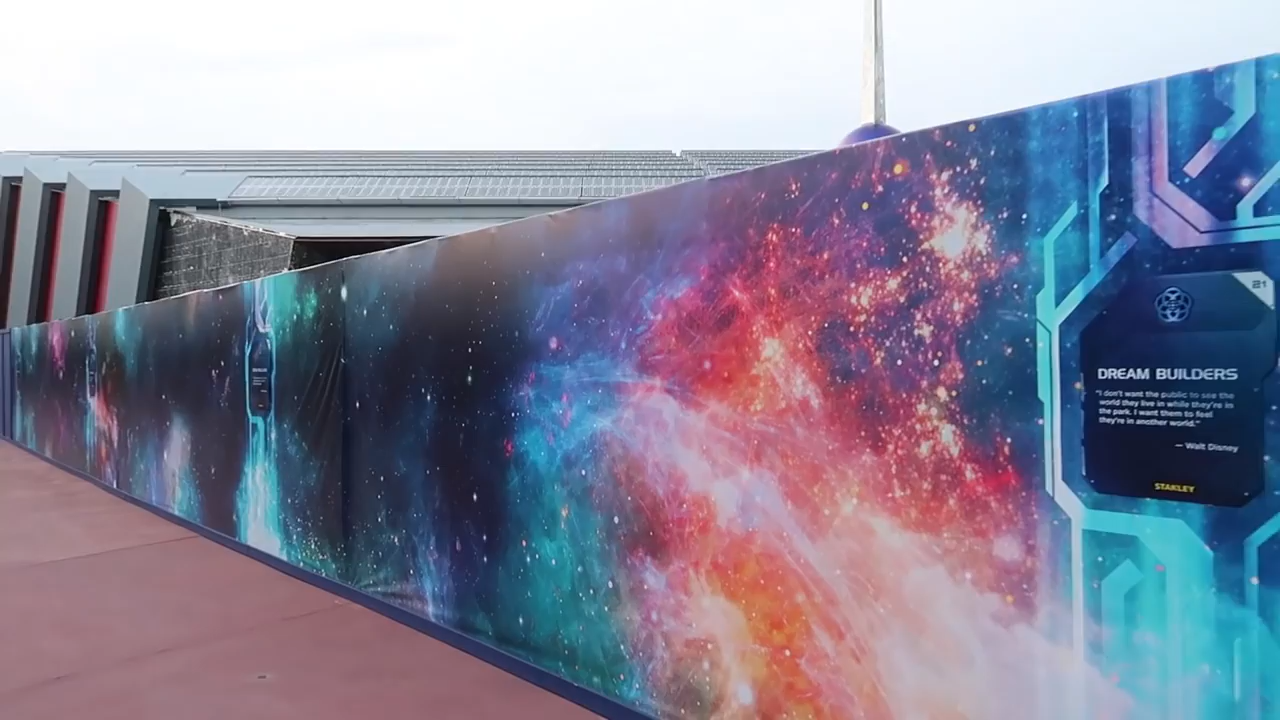 21
DREAM BUILDERS
"I don't want the public to see the
world they live in while they're in
the park. I want them to feel
they're in another world."
— Walt Disney
STANLEY